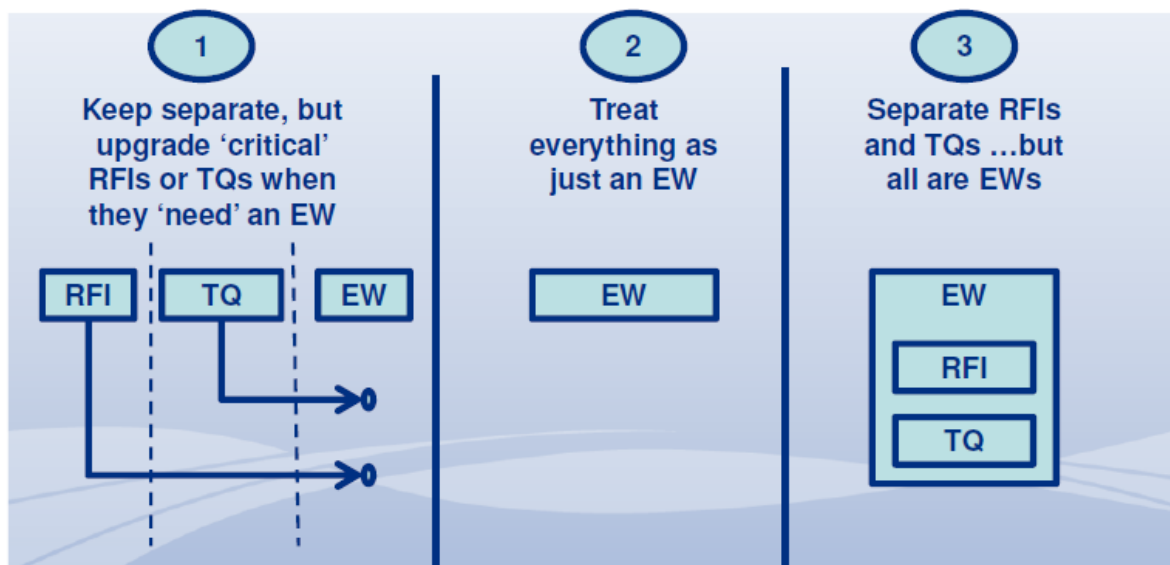 1
Keep separate, but
upgrade ‘critical’
RFIs or TQs when
they ‘need’ an EW
RFI
TQ
EW
2
Treat
everything as
just an EW
EW
3
Separate RFIs
and TQs ...but
all are EWs
EW
RFI
TQ